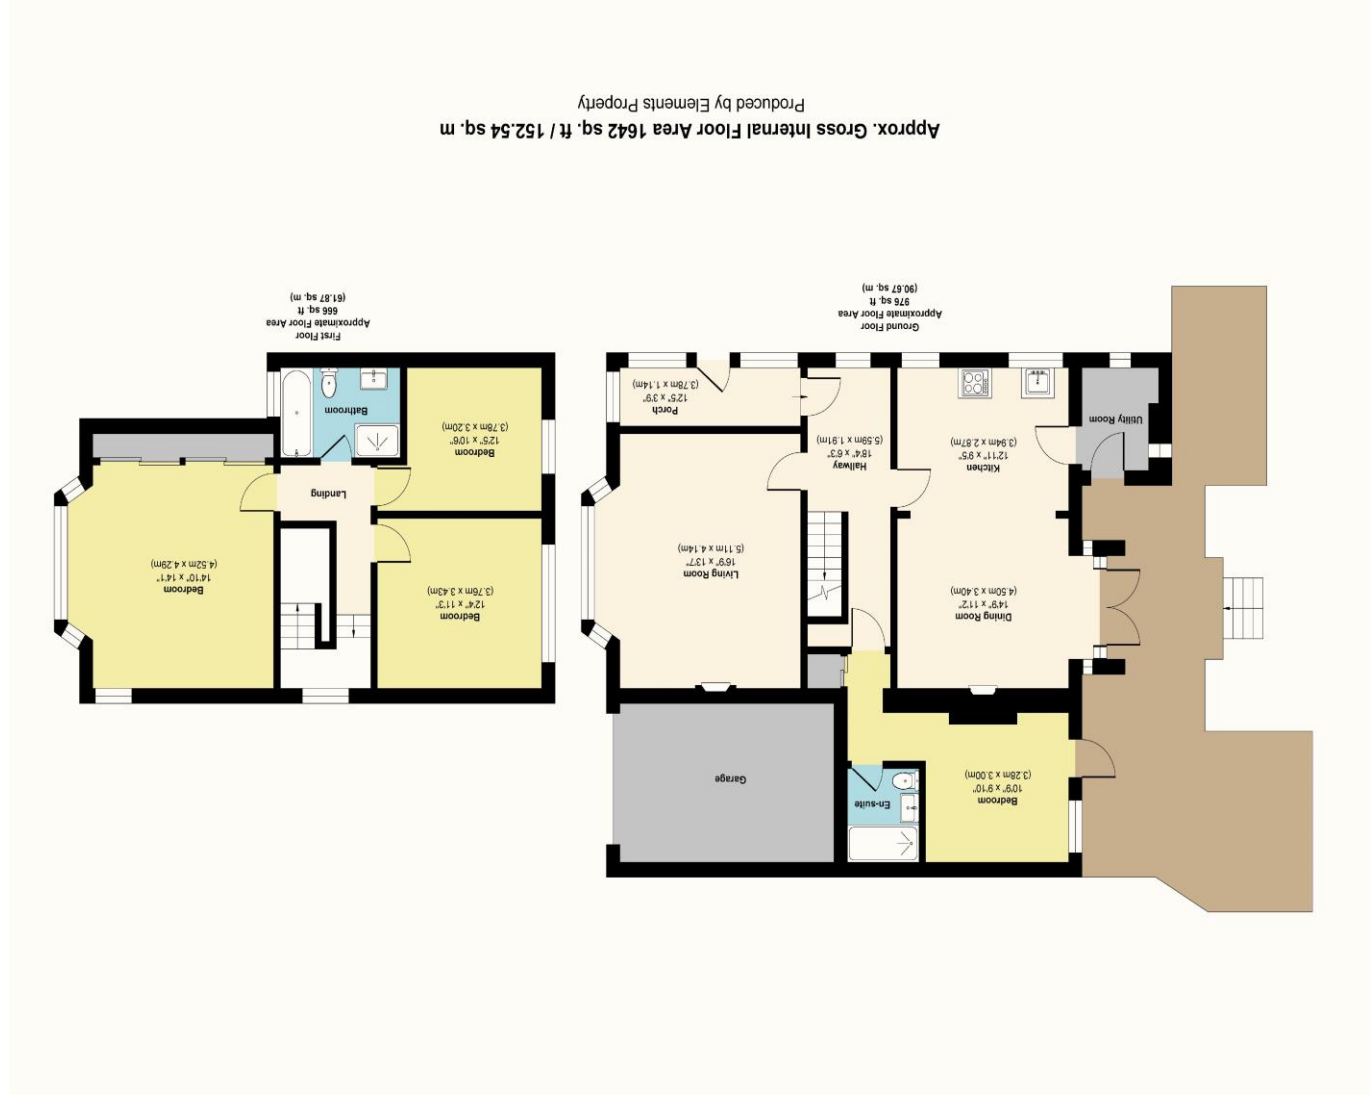 Utility Room
Kitchen
12'11" x 9'5"
(3.94m x 2.87m)
Hallway
18'4" x 6'3"
(5.59m x 1.91m)
Porch
12'5" x 3'9"
(3.78m x 1.14m)
Dining Room
14'9" x 11'2"
(4.50m x 3.40m)
Living Room
16'9" x 13'7"
(5.11m x 4.14m)
Bedroom
10'9" x 9'10"
(3.28m x 3.00m)
En-suite
Garage
Ground Floor
Approximate Floor Area
976 sq. ft
(90.67 sq. m)
Bedroom
12'4" x 11'3"
(3.76m x 3.43m)
Bedroom
14'10" x 14'1"
(4.52m x 4.29m)
Landing
Bedroom
12'5" x 10'6"
(3.78m x 3.20m)
Bathroom
First Floor
Approximate Floor Area
666 sq. ft
(61.87 sq. m)
Approx. Gross Internal Floor Area 1642 sq. ft / 152.54 sq. m
Produced by Elements Property